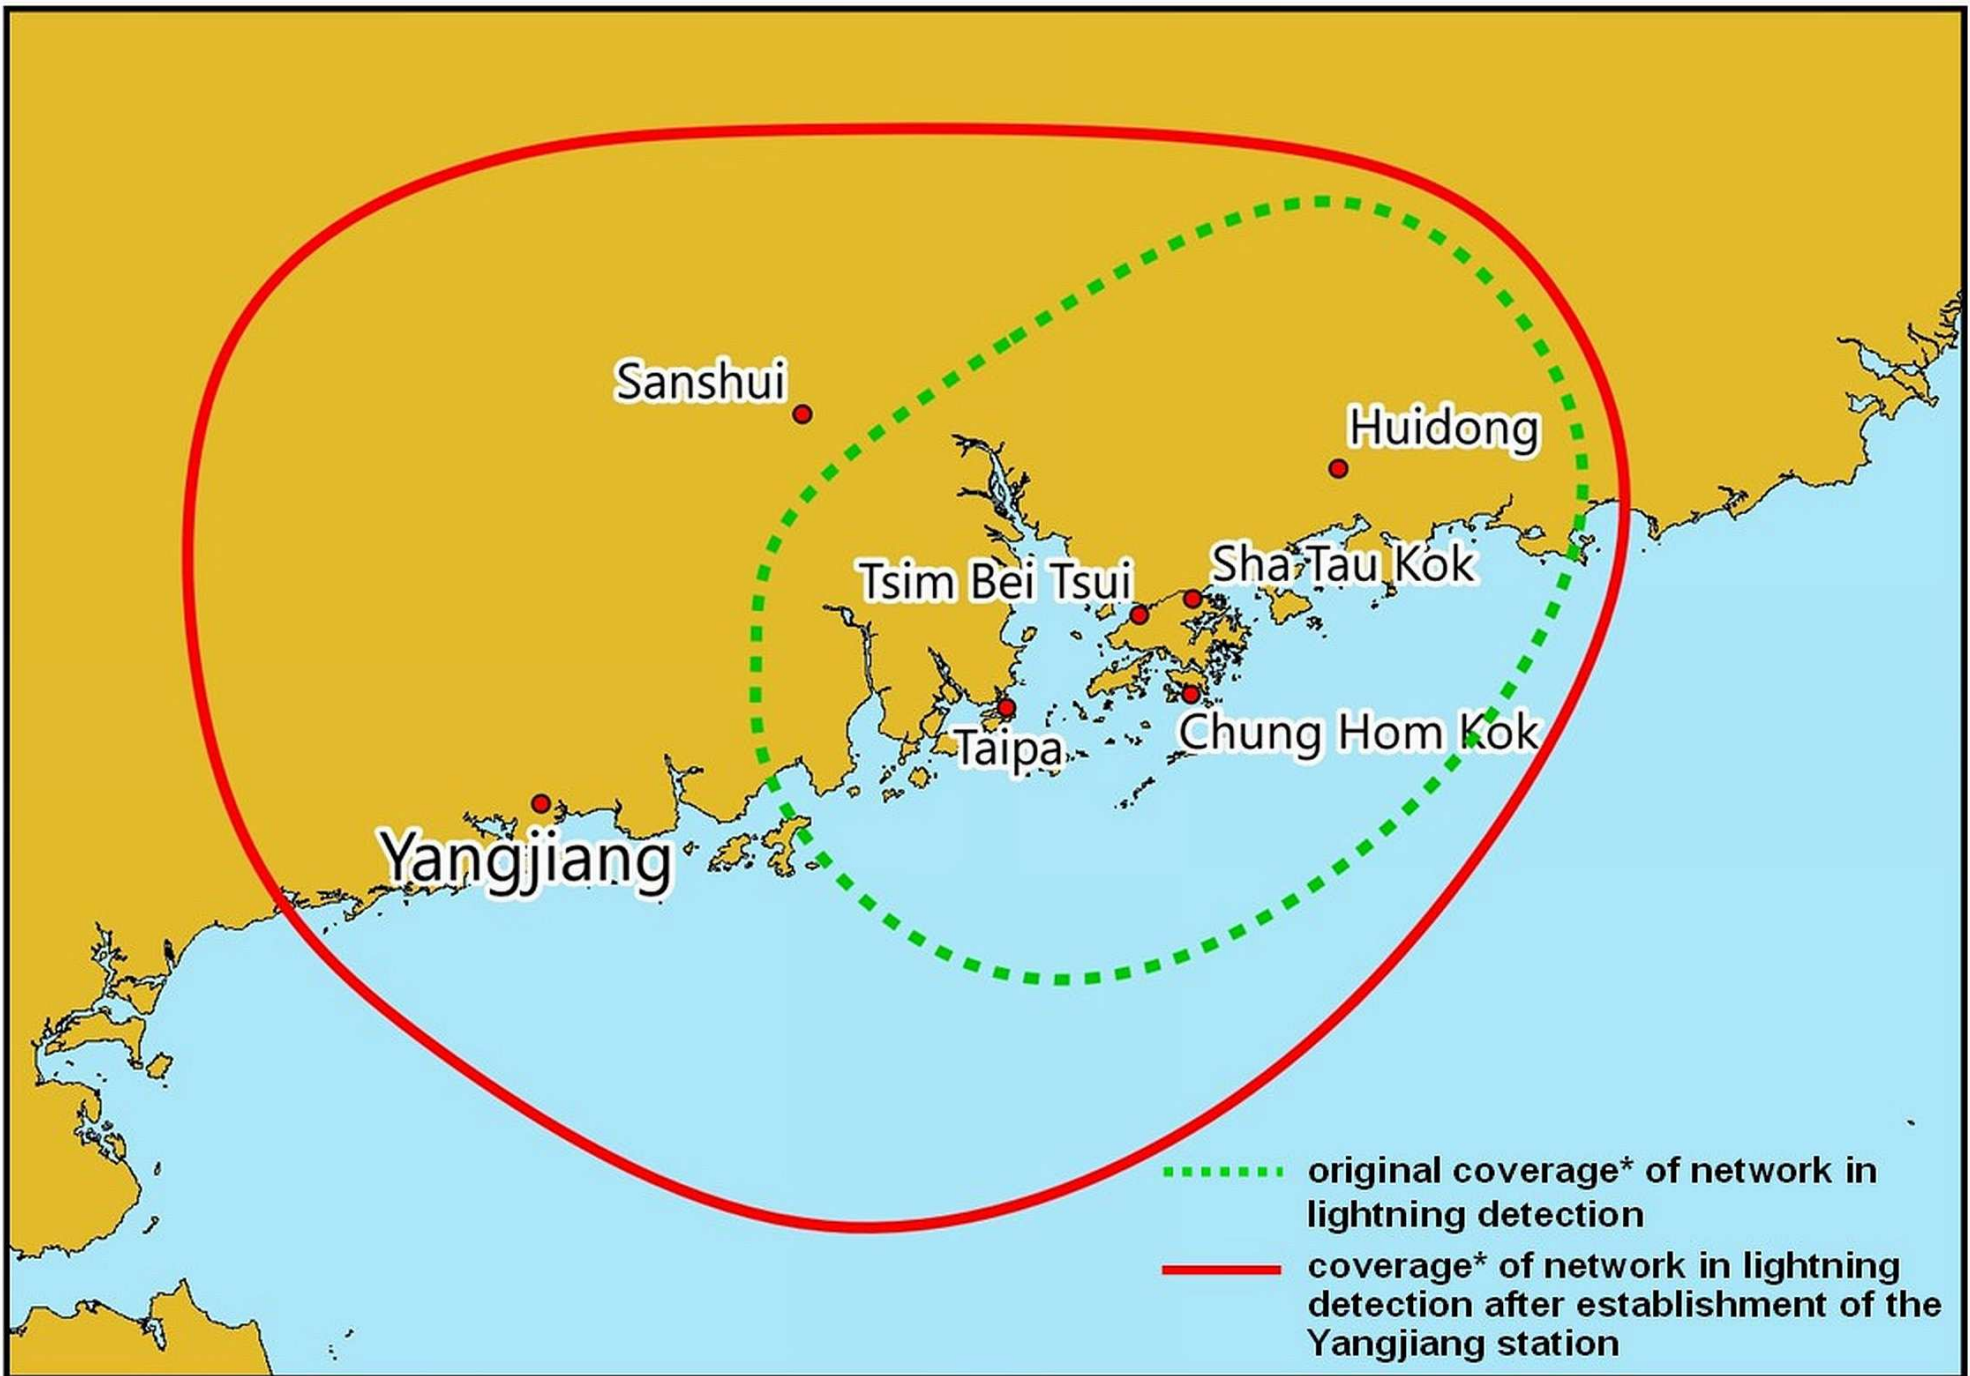 Sanshui
Huidong
Sha Tau Kok
Tsim Bei Tsui
Chung Hom Kok
Taipa
Yangjiang
original coverage* of network in
lightning detection
coverage* of network in lightning
detection after establishment of the
Yangjiang station